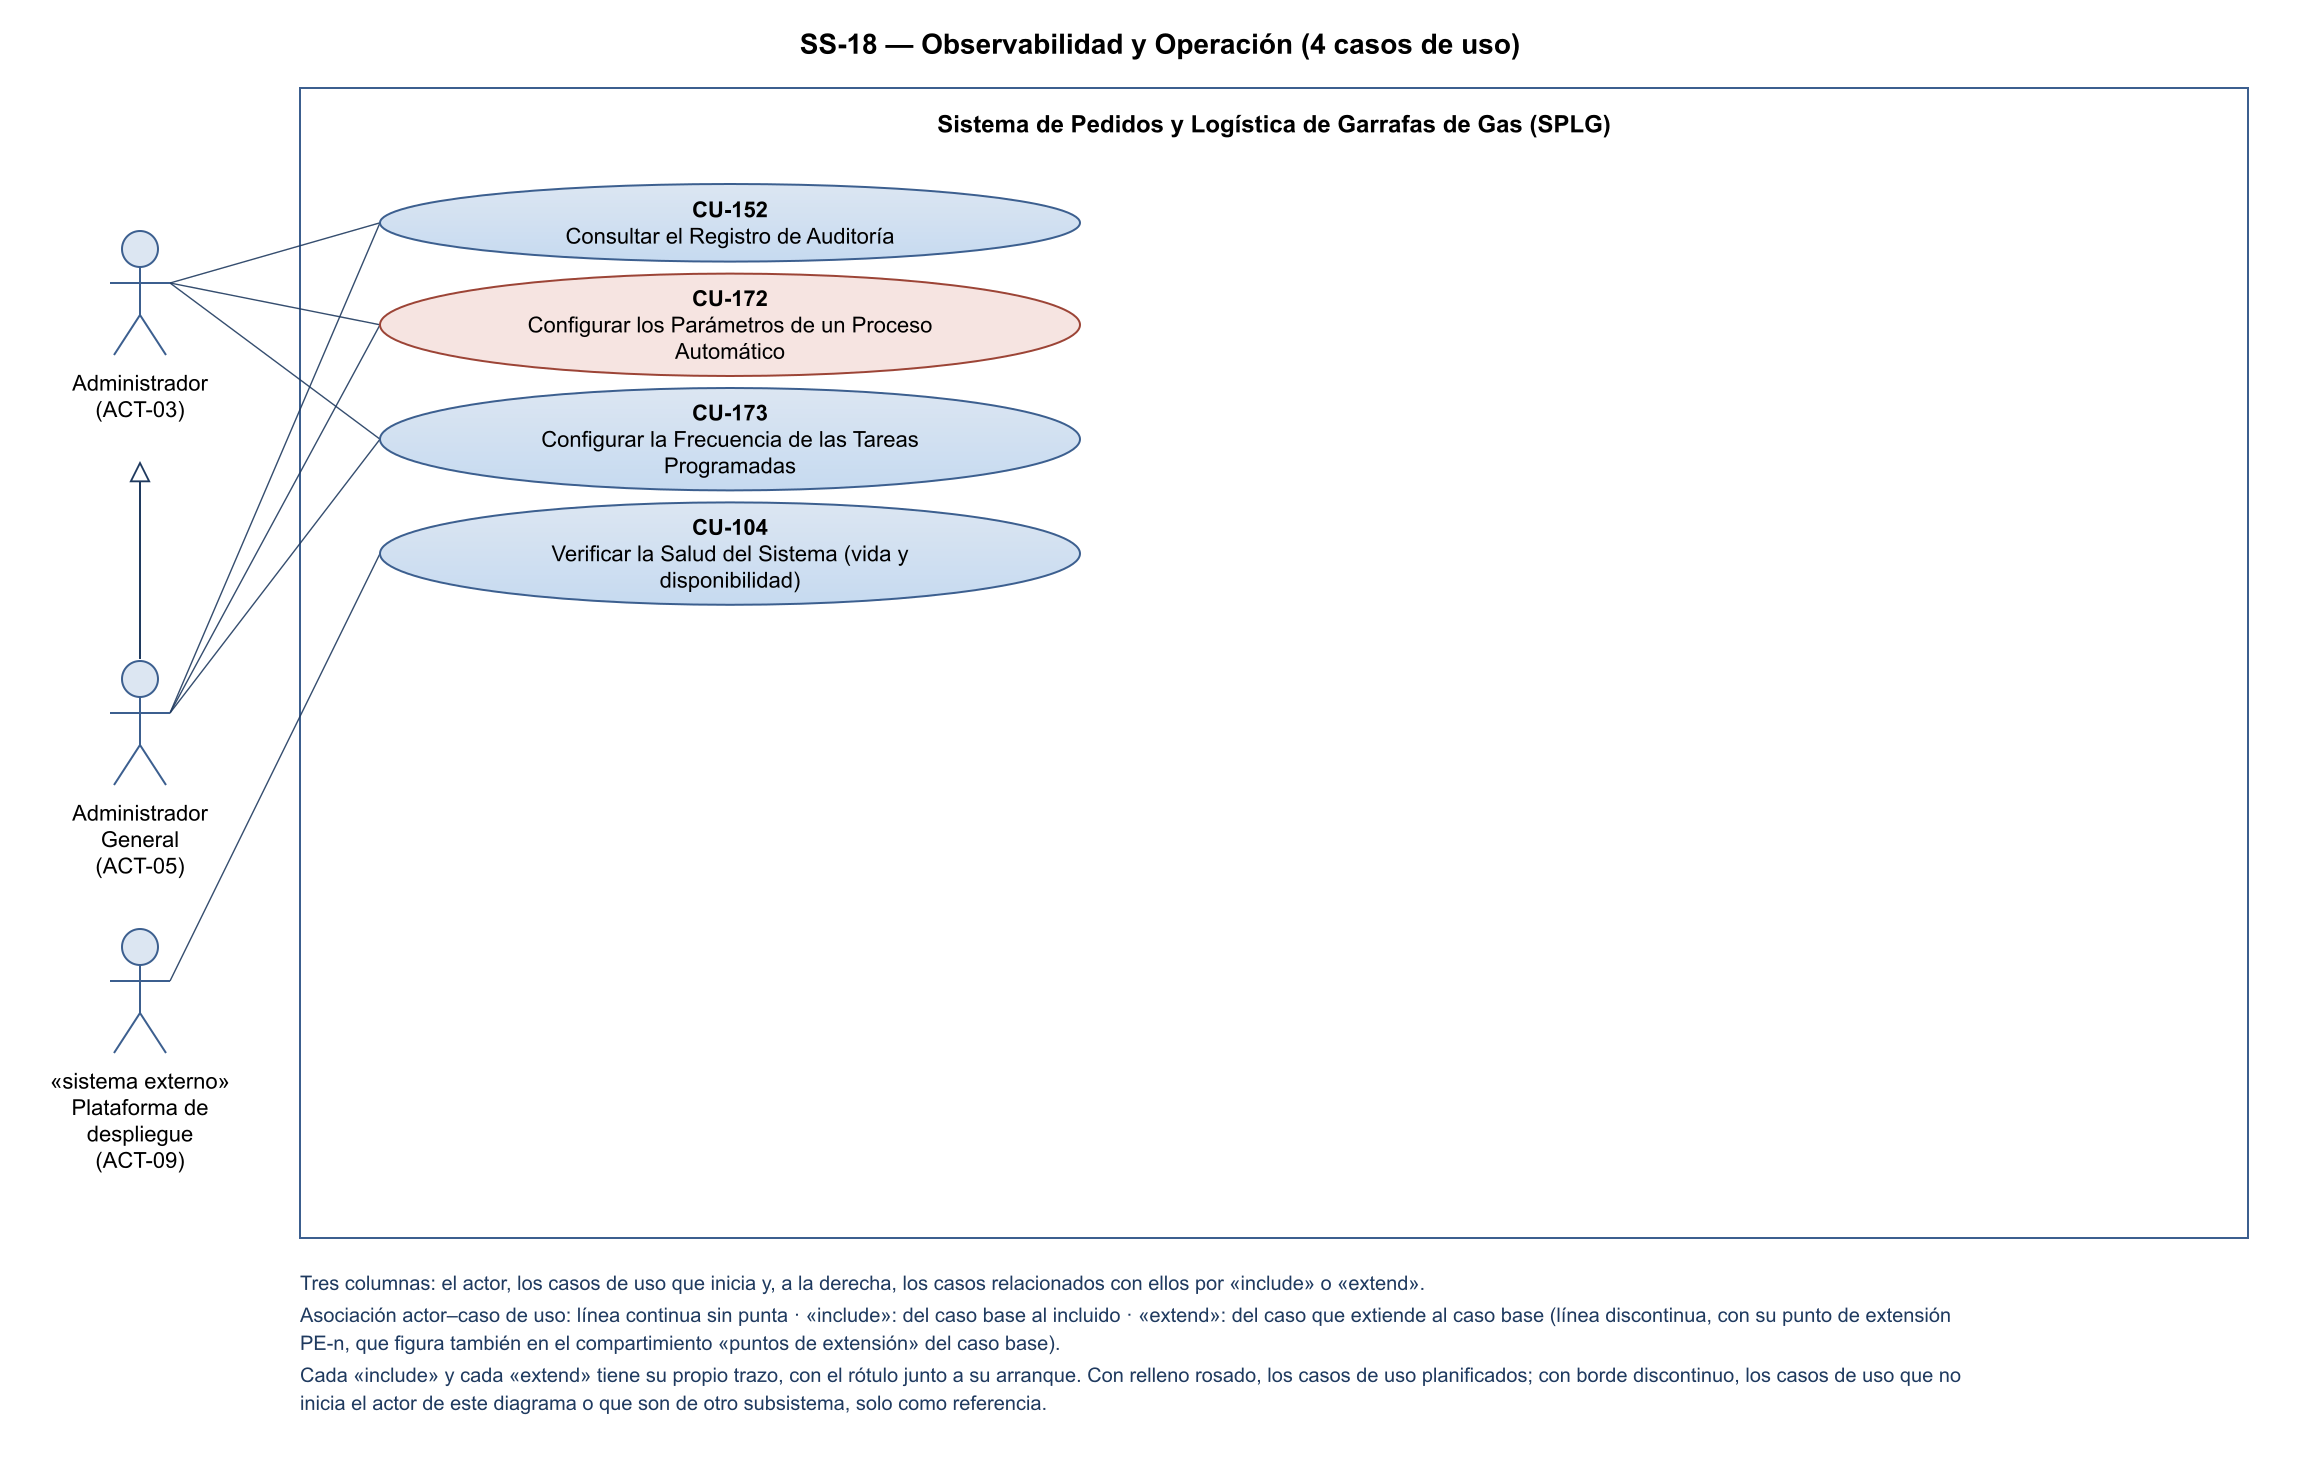 SS-18 — Observabilidad y Operación (4 casos de uso)
Sistema de Pedidos y Logística de Garrafas de Gas (SPLG)
CU-152
Consultar el Registro de Auditoría
CU-172
Configurar los Parámetros de un Proceso
Automático
CU-173
Configurar la Frecuencia de las Tareas
Programadas
CU-104
Verificar la Salud del Sistema (vida y
disponibilidad)
Administrador
(ACT-03)
Administrador
General
(ACT-05)
«sistema externo»
Plataforma de
despliegue
(ACT-09)
Tres columnas: el actor, los casos de uso que inicia y, a la derecha, los casos relacionados con ellos por «include» o «extend».
Asociación actor–caso de uso: línea continua sin punta · «include»: del caso base al incluido · «extend»: del caso que extiende al caso base (línea discontinua, con su punto de extensión
PE-n, que figura también en el compartimiento «puntos de extensión» del caso base).
Cada «include» y cada «extend» tiene su propio trazo, con el rótulo junto a su arranque. Con relleno rosado, los casos de uso planificados; con borde discontinuo, los casos de uso que no
inicia el actor de este diagrama o que son de otro subsistema, solo como referencia.